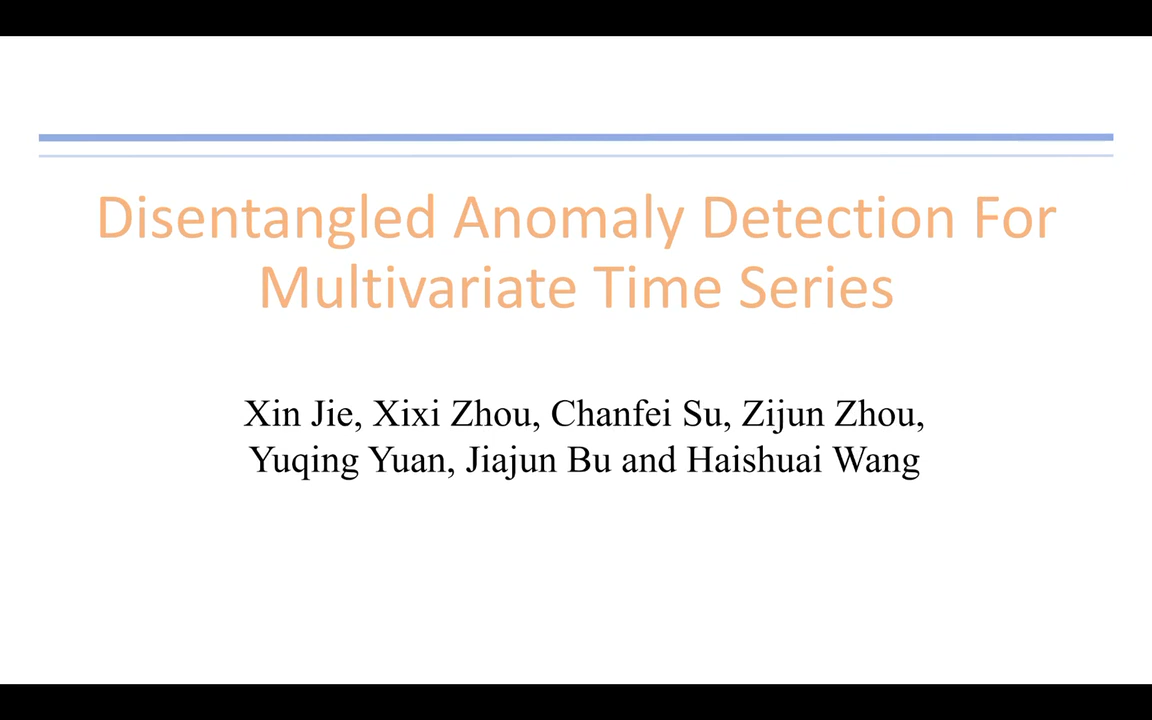 Disentangled Anomaly Detection For
Multivariate Time Series
Xin Jie, Xixi Zhou, Chanfei Su, Zijun Zhou,
Yuqing Yuan, Jiajun Bu and Haishuai Wang